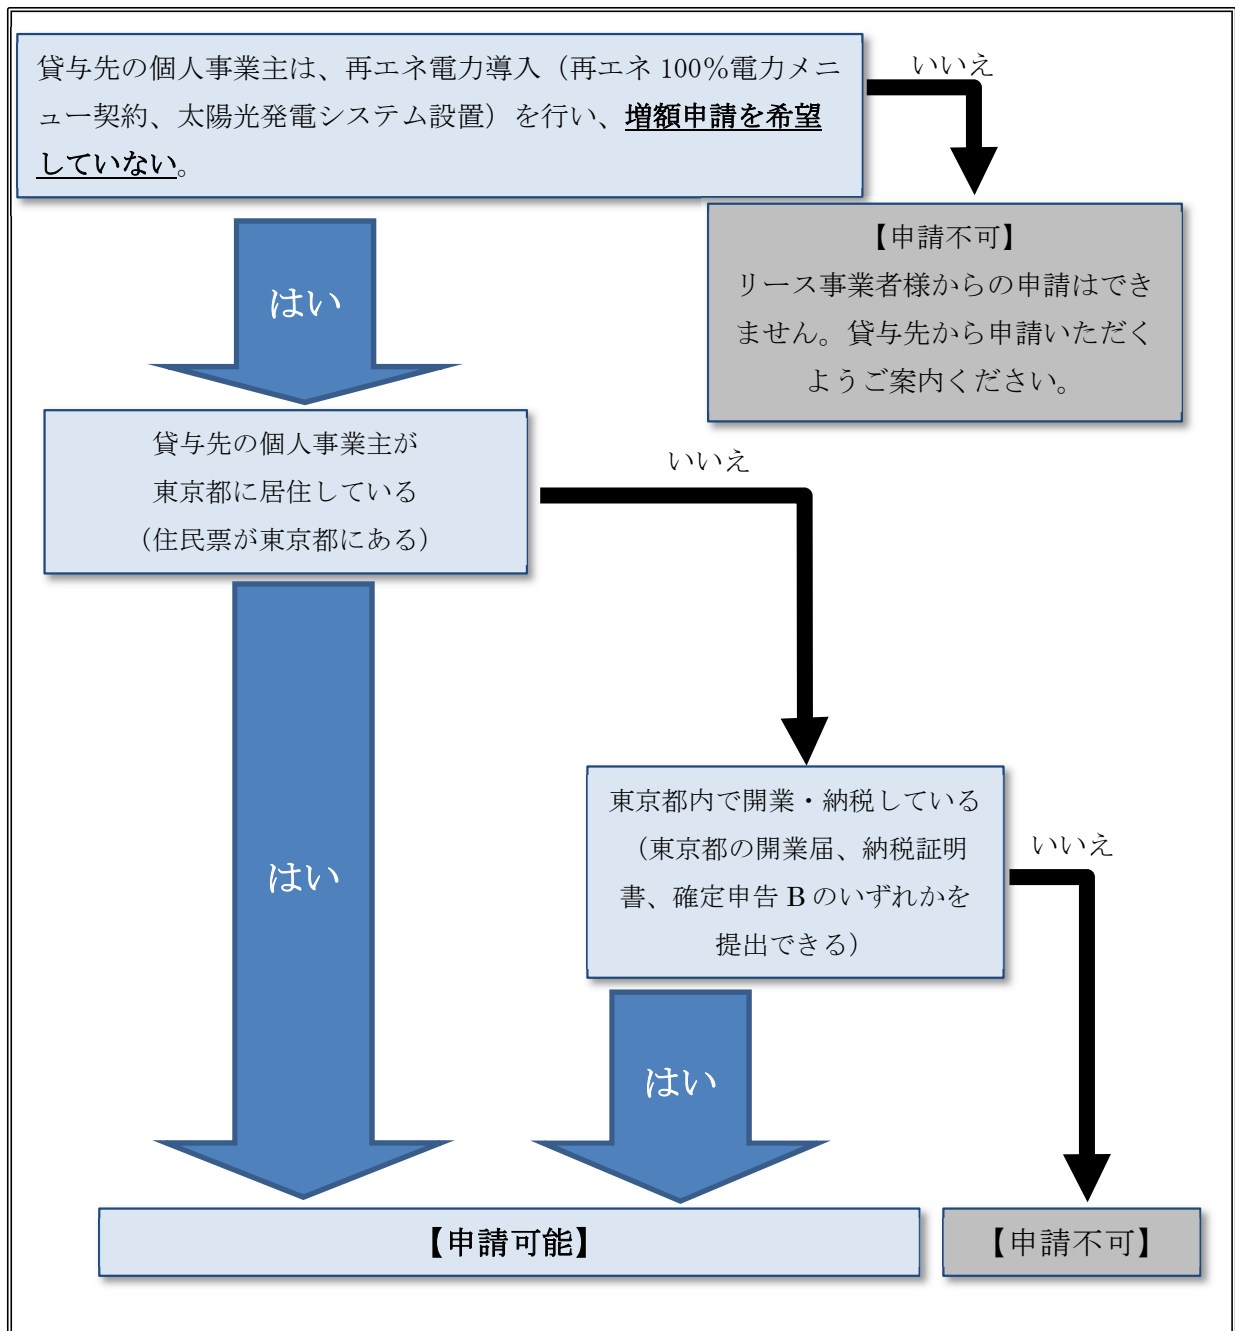 貸与先の個人事業主は、再エネ電力導入（再エネ 100％電力メニ
ュー契約、太陽光発電システム設置）を行い、増額申請を希望
していない。
いいえ
【申請不可】
リース事業者様からの申請はでき
ません。貸与先から申請いただく
ようご案内ください。
はい
貸与先の個人事業主が
東京都に居住している
（住民票が東京都にある）
いいえ
東京都内で開業・納税している
（東京都の開業届、納税証明
書、確定申告 B のいずれかを
提出できる）
いいえ
はい
はい
【申請可能】
【申請不可】